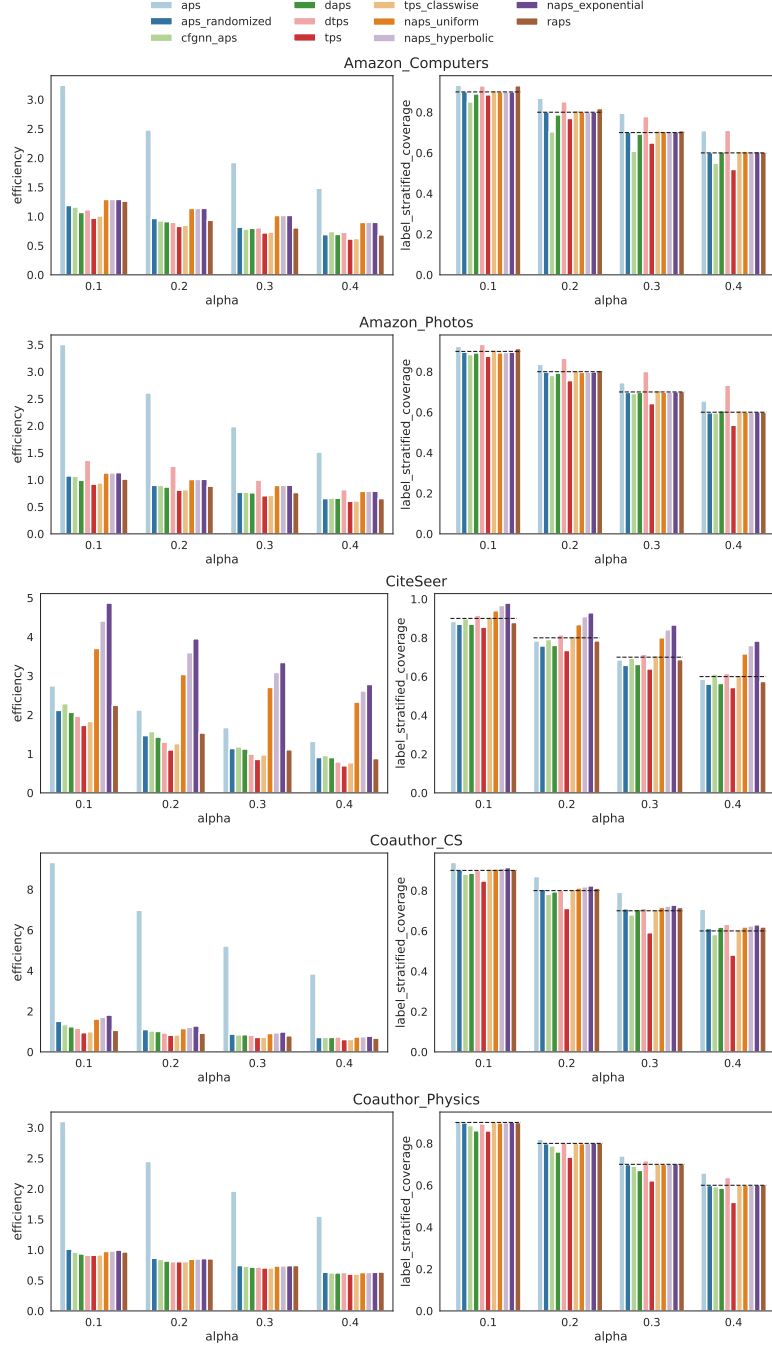 aps
daps
tps_classwise
naps_exponential
aps_randomized
dtps
naps_uniform
raps
cfgnn_aps
tps
naps_hyperbolic
Amazon_Computers
efficiency
3.0
2.5
2.0
1.5
1.0
0.5
0.0
0.1 0.2 0.3 0.4
alpha
label_stratified_coverage
0.8
0.6
0.4
0.2
0.0
0.1 0.2 0.3 0.4
alpha
Amazon_Photos
efficiency
3.5
3.0
2.5
2.0
1.5
1.0
0.5
0.0
0.1 0.2 0.3 0.4
alpha
label_stratified_coverage
0.8
0.6
0.4
0.2
0.0
0.1 0.2 0.3 0.4
alpha
CiteSeer
efficiency
5
4
3
2
1
0
0.1 0.2 0.3 0.4
alpha
label_stratified_coverage
1.0
0.8
0.6
0.4
0.2
0.0
0.1 0.2 0.3 0.4
alpha
Coauthor_CS
efficiency
8
6
4
2
0
0.1 0.2 0.3 0.4
alpha
label_stratified_coverage
0.8
0.6
0.4
0.2
0.0
0.1 0.2 0.3 0.4
alpha
Coauthor_Physics
efficiency
3.0
2.5
2.0
1.5
1.0
0.5
0.0
0.1 0.2 0.3 0.4
alpha
label_stratified_coverage
0.8
0.6
0.4
0.2
0.0
0.1 0.2 0.3 0.4
alpha